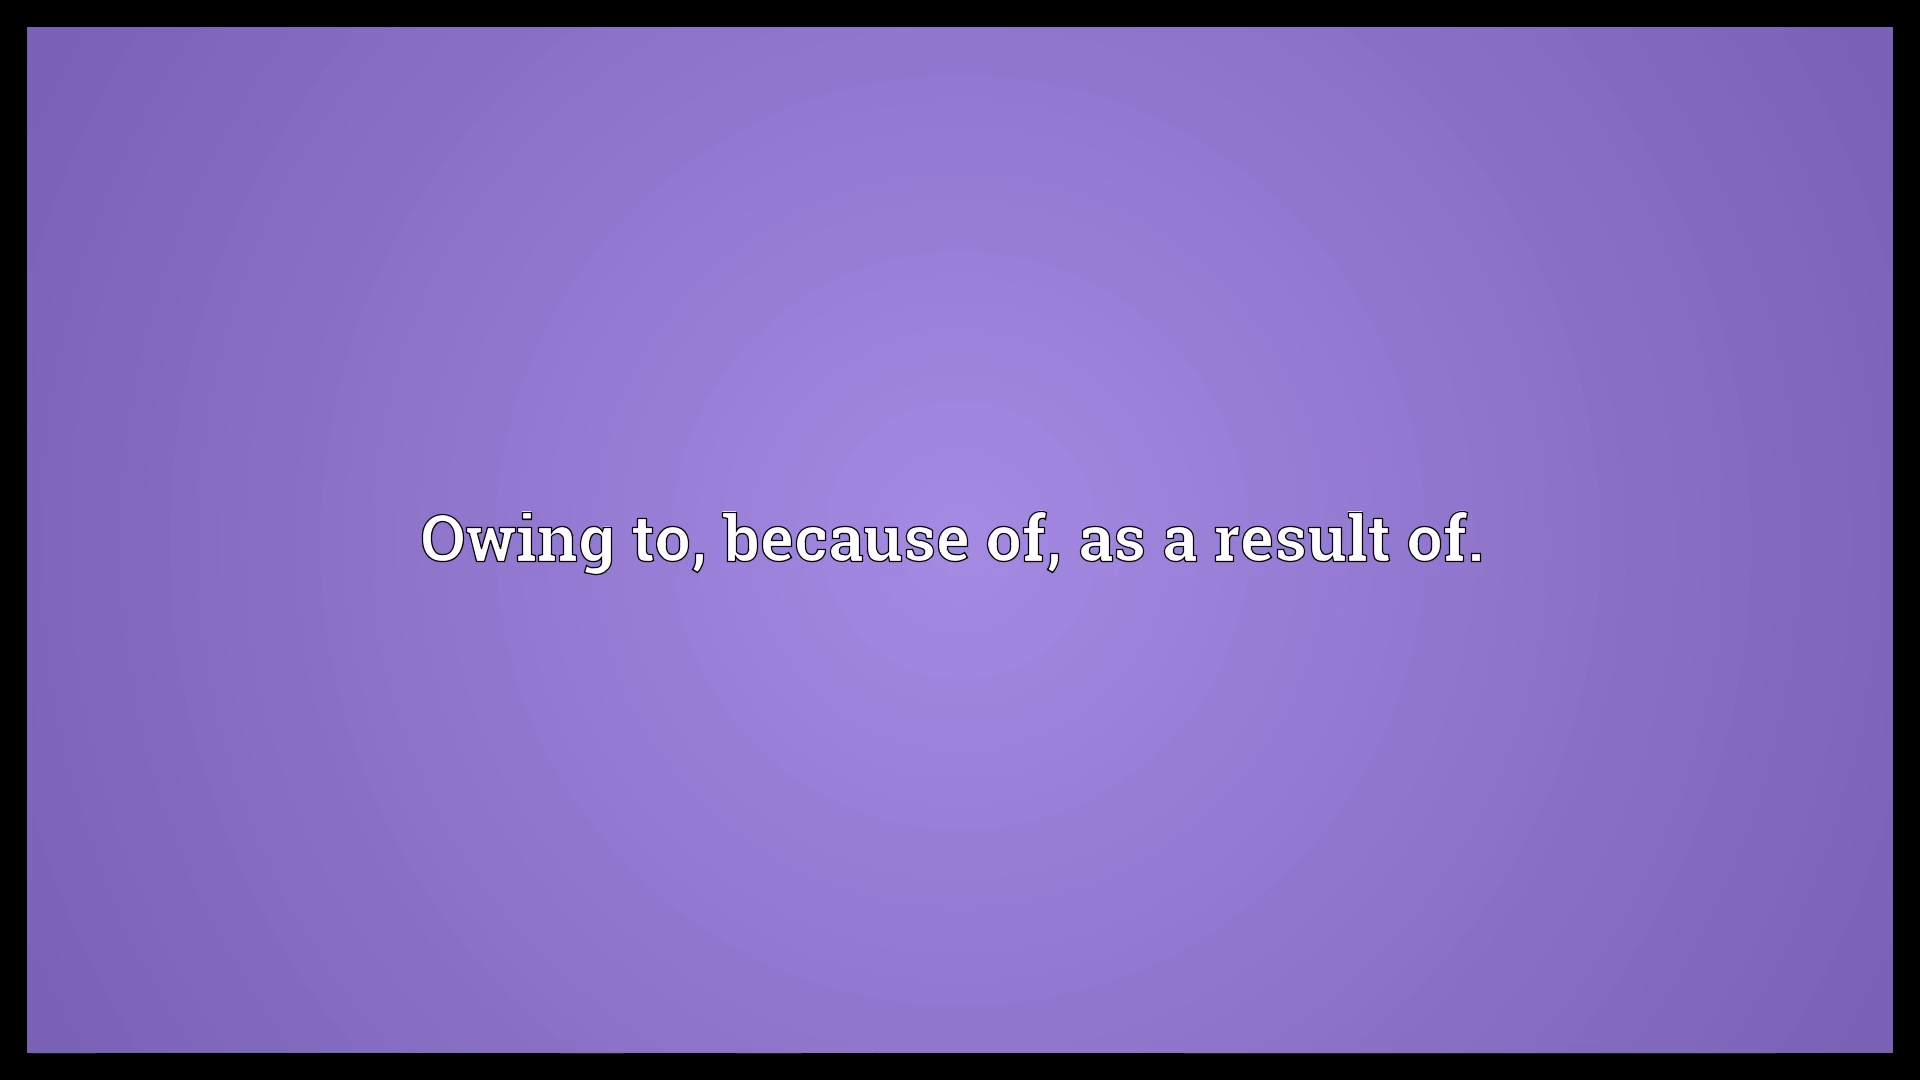 Owing to, because of, as a result of.